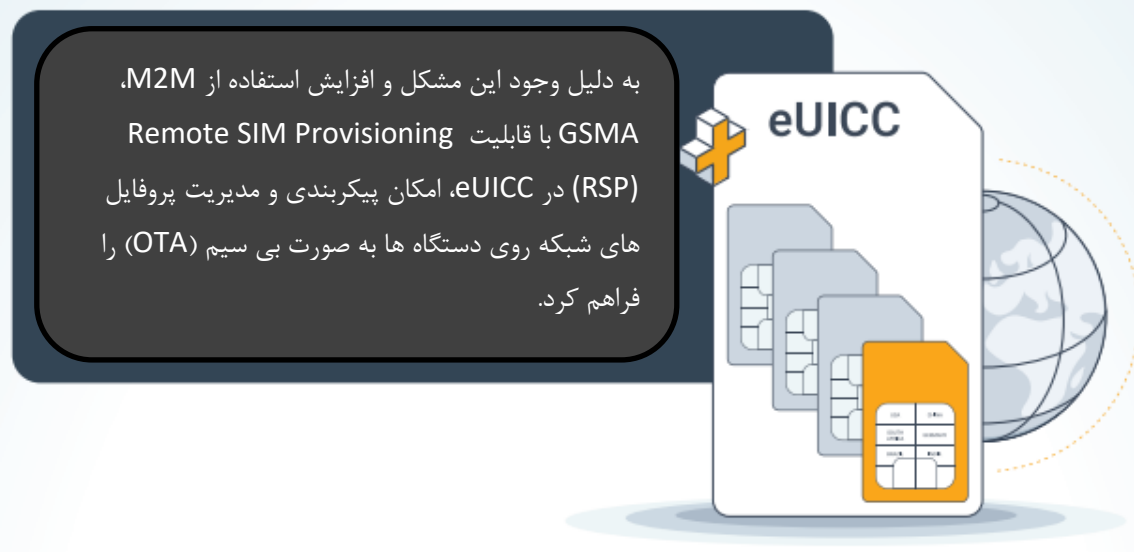 به دلیل وجود این مشکل و افزایش استفاده از M2M،
GSMA با قابلیت Remote SIM Provisioning
(RSP) در eUICC، امکان پیکربندی و مدیریت پروفایل
های شبکه روی دستگاه ها به صورت بی سیم (OTA) را
فراهم کرد.
eUICC